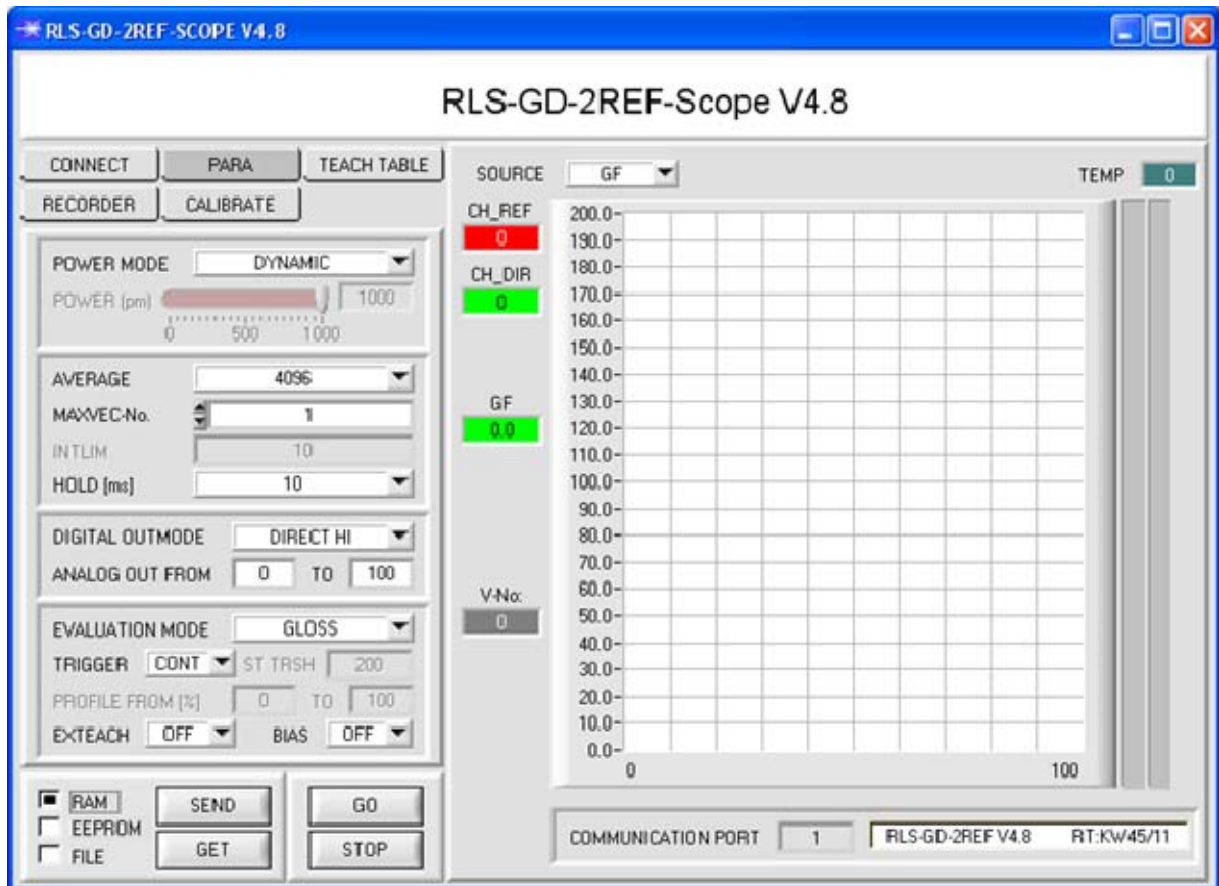 RLS-GD-2REF-SCOPE V4.8
RLS-GD-2REF-Scope V4.8
CONNECT PARA TEACH TABLE
RECORDER CALIBRATE
POWER MODE DYNAMIC
POWER (pm) 1000
0 500 1000
AVERAGE 4096
MAXVEC-No. 1
INTLIM 10
HOLD [ms] 10
DIGITAL OUTMODE DIRECT HI
ANALOG OUT FROM 0 TO 100
EVALUATION MODE GLOSS
TRIGGER CONT ST TRSH 200
PROFILE FROM [%] 0 TO 100
EXTEACH OFF BIAS OFF
RAM
EEPROM
FILE
SEND GO
GET STOP
SOURCE GF TEMP 0
CH_REF
0
CH_DIR
0
GF
0.0
V-No:
0
200.0
190.0
180.0
170.0
160.0
150.0
140.0
130.0
120.0
110.0
100.0
90.0
80.0
70.0
60.0
50.0
40.0
30.0
20.0
10.0
0.0
0 100
COMMUNICATION PORT 1 RLS-GD-2REF V4.8 RT:KW45/11